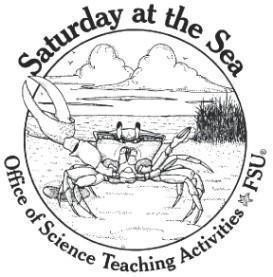 Saturday at the Sea
Office of Science Teaching Activities FSU®